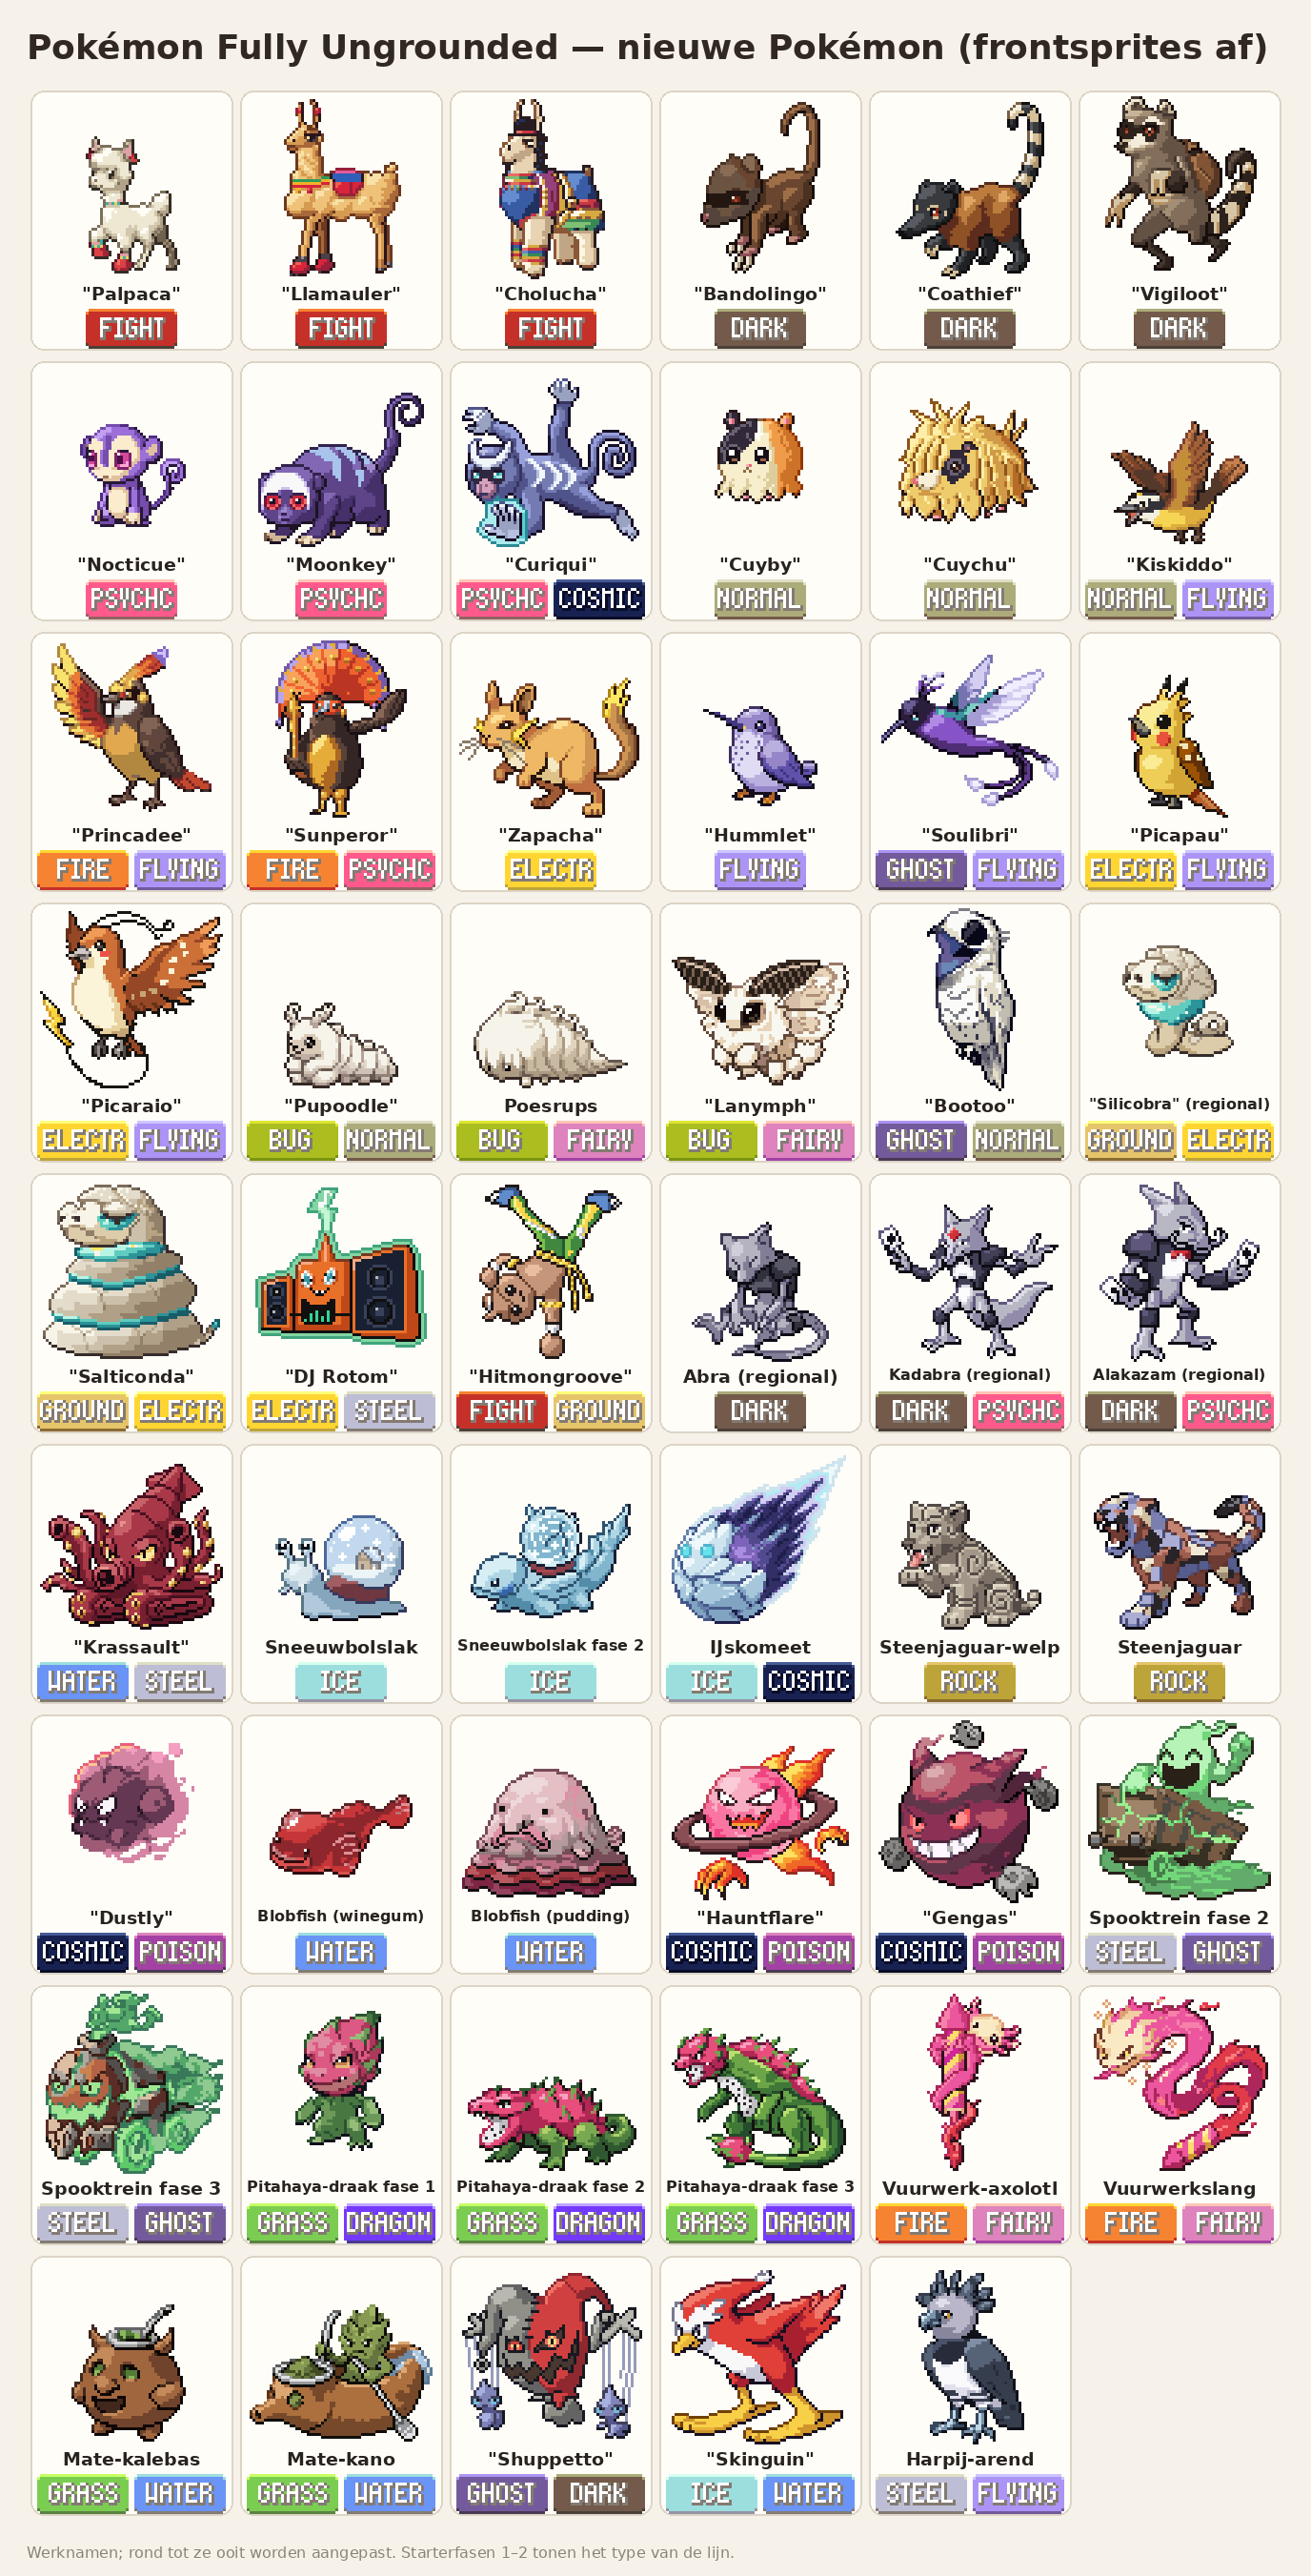 Pokémon Fully Ungrounded — nieuwe Pokémon (frontsprites af)
"Palpaca" "Llamauler" "Cholucha" "Bandolingo" "Coathief" "Vigiloot"
FIGHT FIGHT FIGHT DARK DARK DARK
"Nocticue" "Moonkey" "Curiqui" "Cuyby" "Cuychu" "Kiskiddo"
PSYCHC PSYCHC PSYCHC COSMIC NORMAL NORMAL NORMAL FLYING
"Princadee" "Sunperor" "Zapacha" "Hummlet" "Soulibri" "Picapau"
FIRE FLYING FIRE PSYCHC ELECTR FLYING GHOST FLYING ELECTR FLYING
"Picaraio" "Pupoodle" Poesrups "Lanymph" "Bootoo" "Silicobra" (regional)
ELECTR FLYING BUG NORMAL BUG FAIRY BUG FAIRY GHOST NORMAL GROUND ELECTR
"Salticonda" "DJ Rotom" "Hitmongroove" Abra (regional) Kadabra (regional) Alakazam (regional)
GROUND ELECTR ELECTR STEEL FIGHT GROUND DARK DARK PSYCHC DARK PSYCHC
"Krassault" Sneeuwbolslak Sneeuwbolslak fase 2 IJskomeet Steenjaguar-welp Steenjaguar
WATER STEEL ICE ICE ICE COSMIC ROCK ROCK
"Dustly" Blobfish (winegum) Blobfish (pudding) "Hauntflare" "Gengas" Spooktrein fase 2
COSMIC POISON WATER WATER COSMIC POISON COSMIC POISON STEEL GHOST
Spooktrein fase 3 Pitahaya-draak fase 1 Pitahaya-draak fase 2 Pitahaya-draak fase 3 Vuurwerk-axolotl Vuurwerkslang
STEEL GHOST GRASS DRAGON GRASS DRAGON GRASS DRAGON FIRE FAIRY FIRE FAIRY
Mate-kalebas Mate-kano "Shuppetto" "Skinguin" Harpij-arend
GRASS WATER GRASS WATER GHOST DARK ICE WATER STEEL FLYING
Werknamen; rond tot ze ooit worden aangepast. Starterfasen 1–2 tonen het type van de lijn.